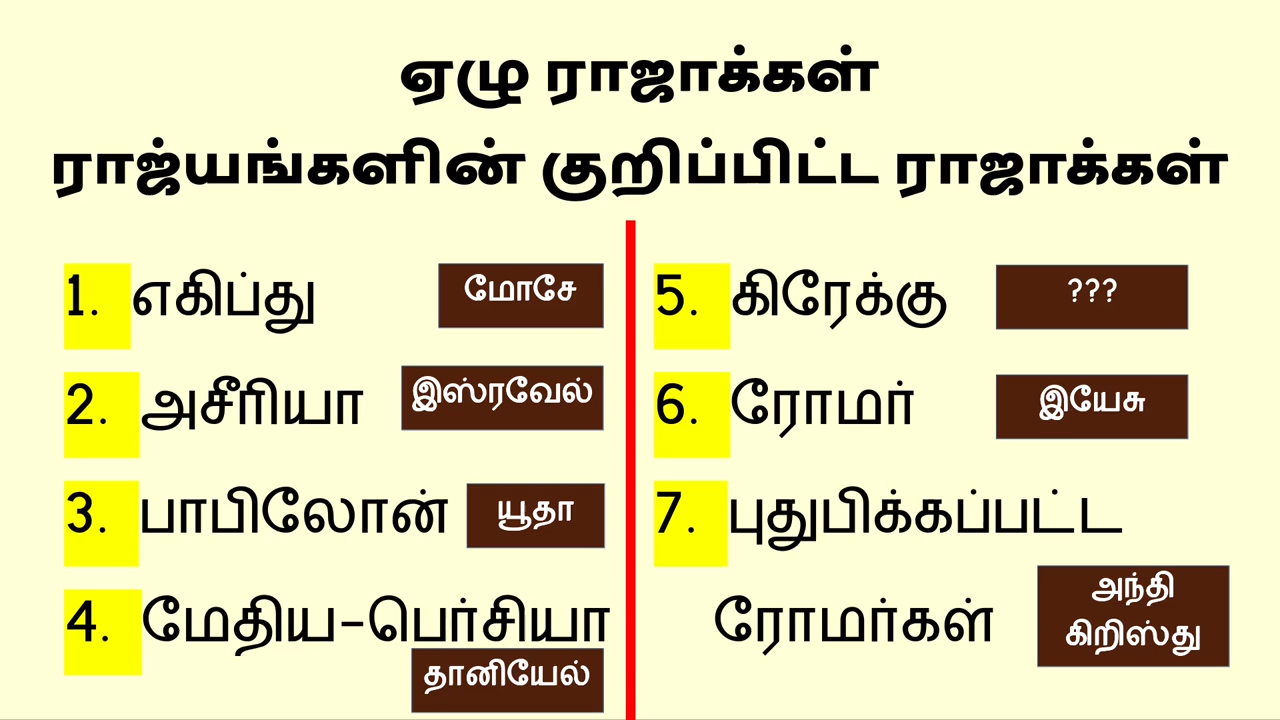 ஏழு ராஜாக்கள்
ராஜ்யங்களின் குறிப்பிட்ட ராஜாக்கள்
1. எகிப்து மோசே
2. அசீரியா இஸ்ரவேல்
3. பாபிலோன் யூதா
4. மேதிய-பெர்சியா
தானியேல்
5. கிரேக்கு ???
6. ரோமர் இயேசு
7. புதுபிக்கப்பட்ட
ரோமர்கள்
அந்தி
கிறிஸ்து